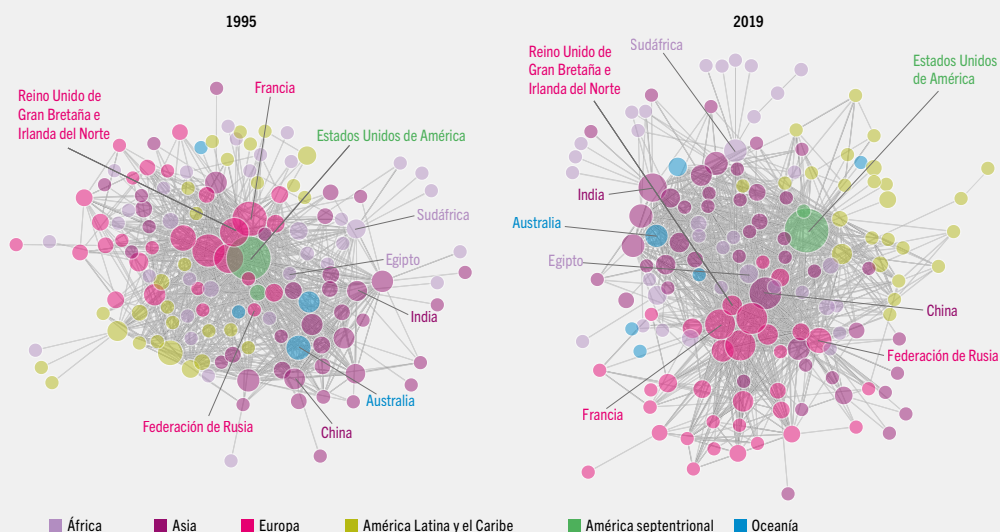 1995
Reino Unido de
Gran Bretaña e
Irlanda del Norte
Francia
Estados Unidos de América
Sudáfrica
Egipto
India
Australia
China
Federación de Rusia
2019
Reino Unido de
Gran Bretaña e
Irlanda del Norte
Sudáfrica
Estados Unidos
de América
India
Australia
Egipto
China
Federación de Rusia
Francia
África
Asia
Europa
América Latina y el Caribe
América septentrional
Oceanía